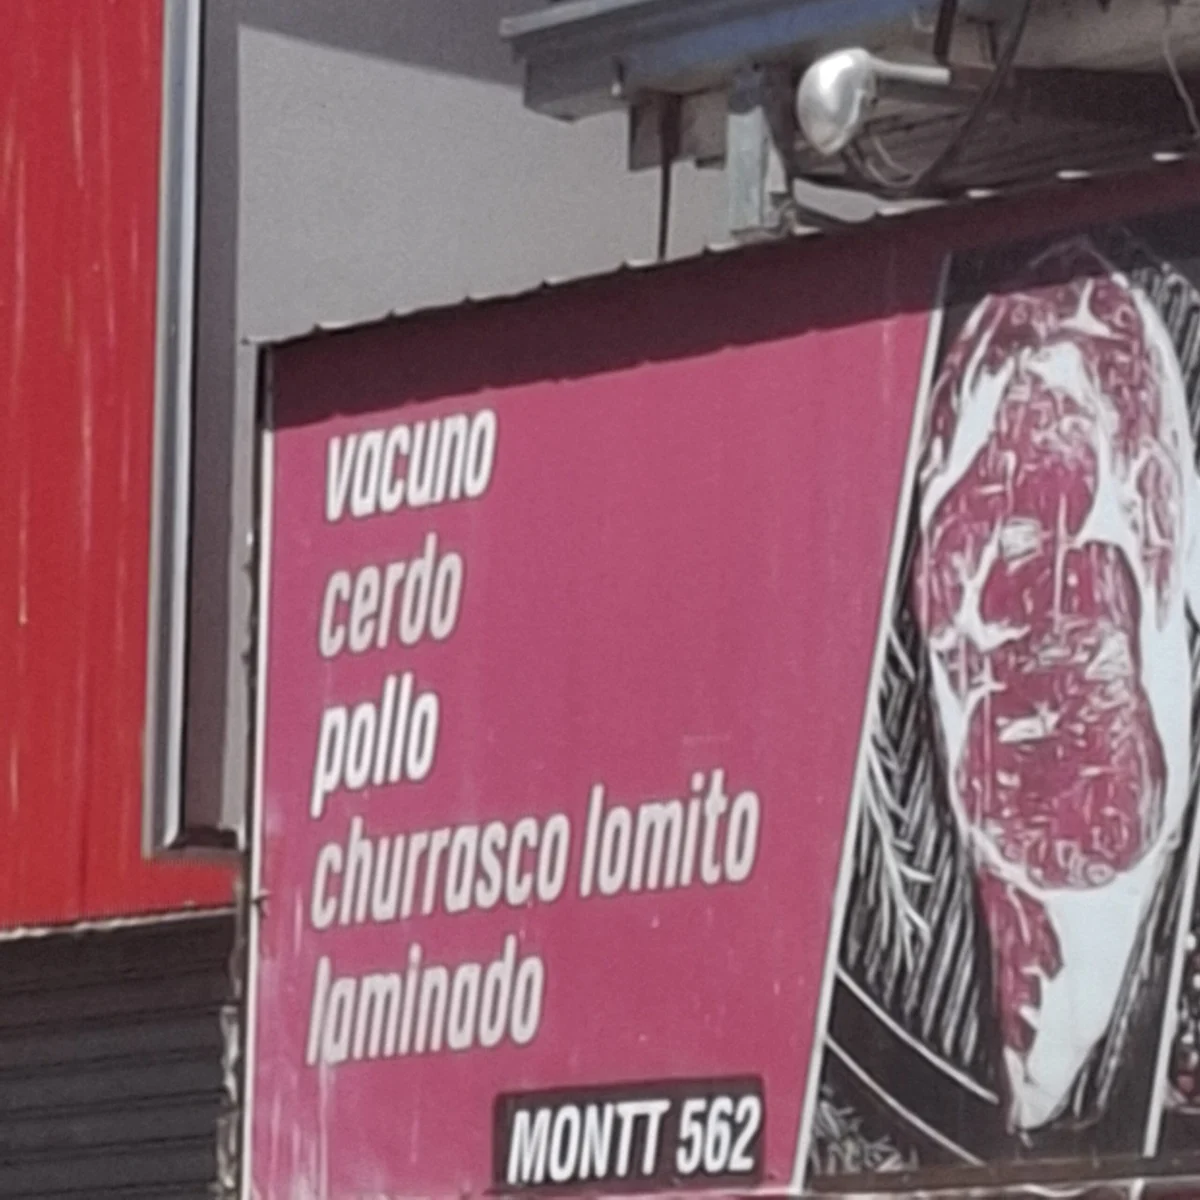 vacuno
cerdo
pollo
churrasco lomito
laminado
MONTT 562